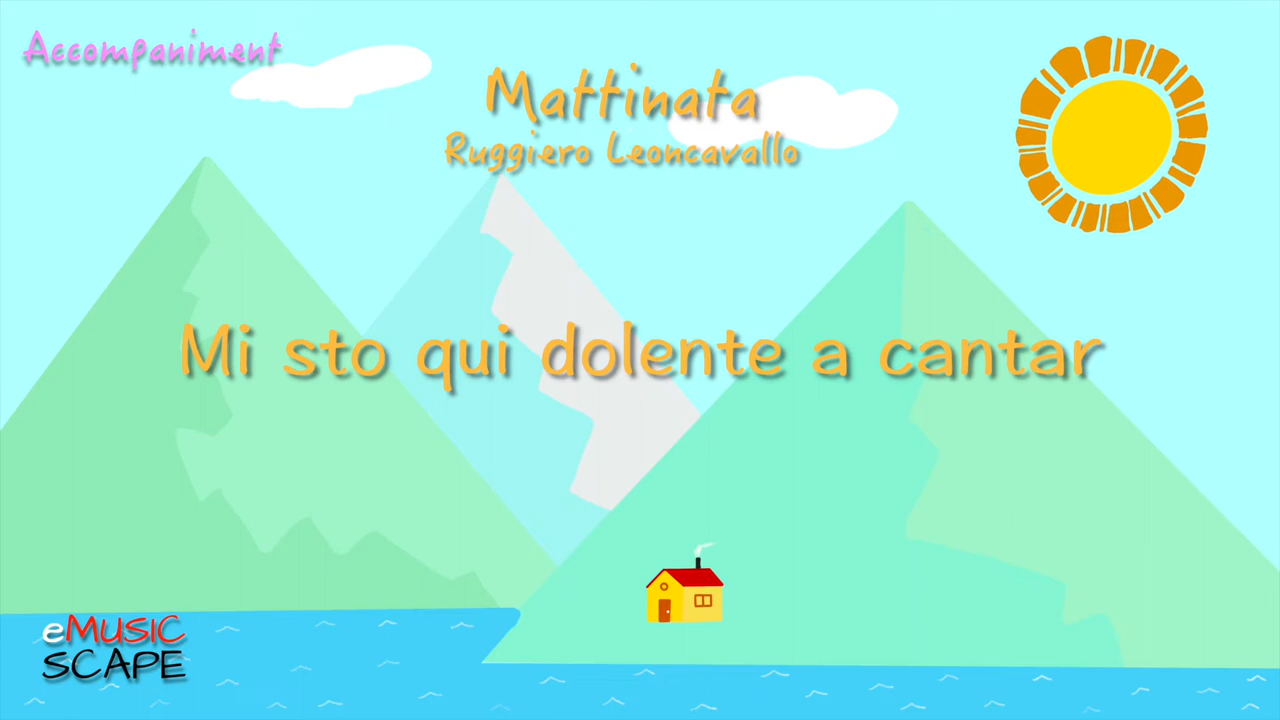 Accompaniment
Mattinata
Ruggiero Leoncavallo
Mi sto qui dolente a cantar
eMUSIC
SCAPE